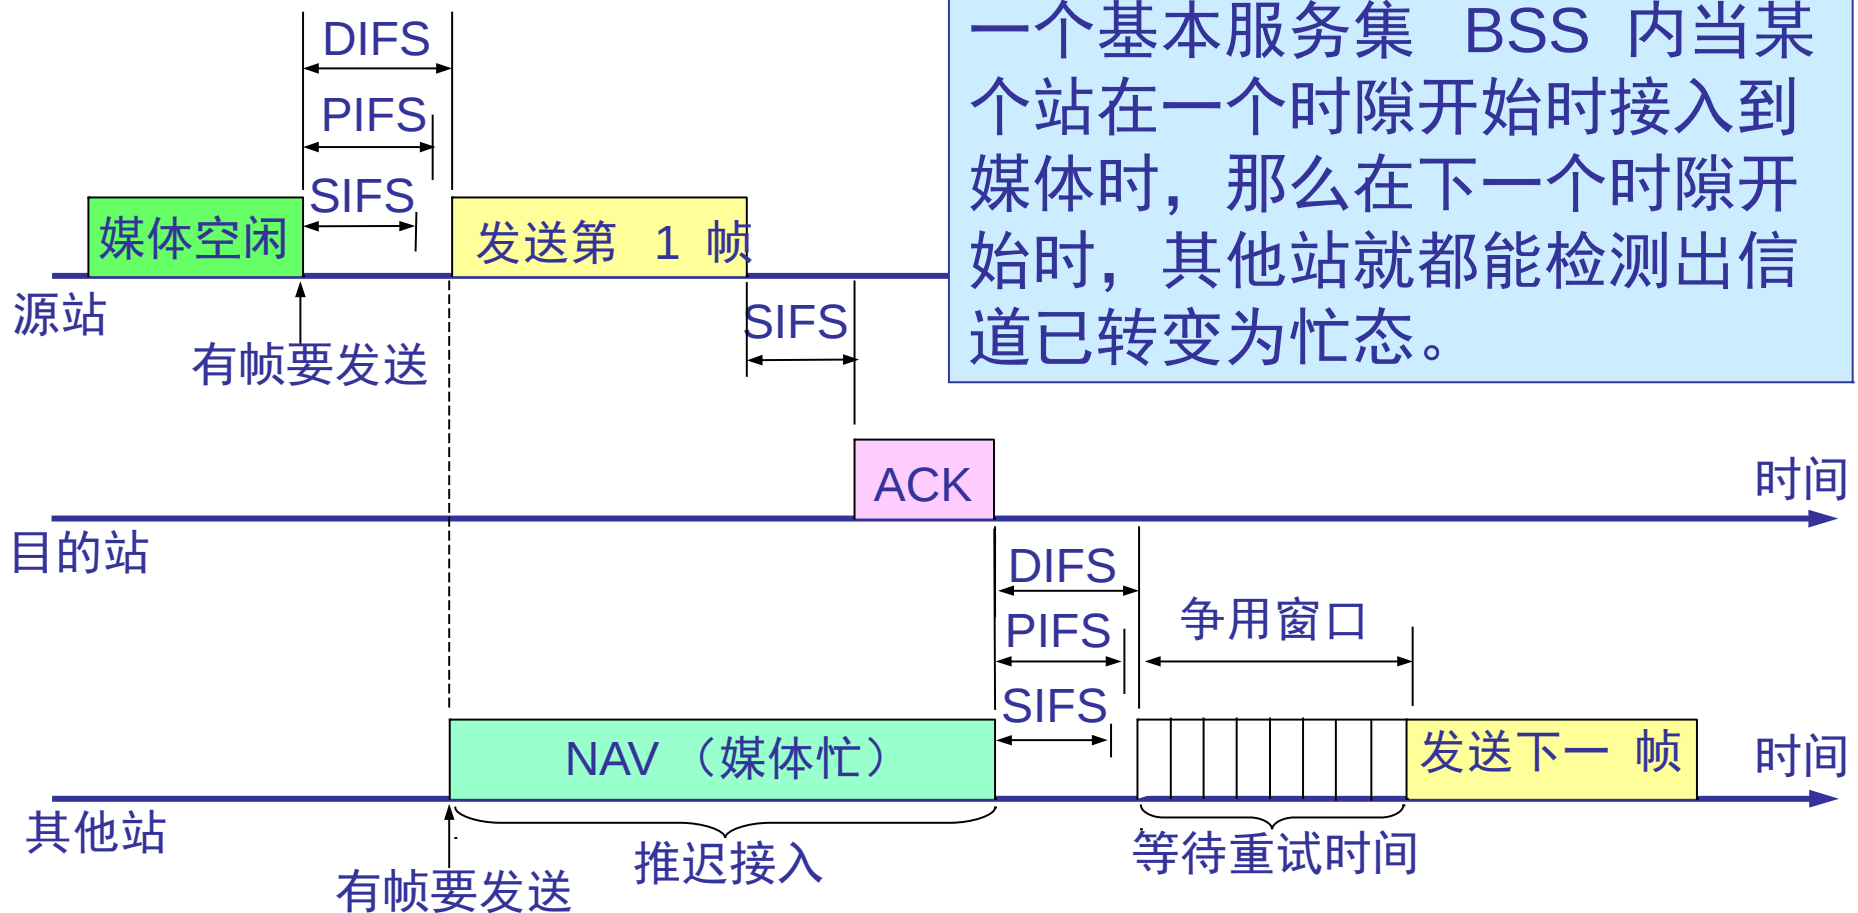 一个基本服务集 BSS 内当某
个站在一个时隙开始时接入到
媒体时，那么在下一个时隙开
始时，其他站就都能检测出信
道已转变为忙态。
DIFS
PIFS
SIFS
媒体空闲
发送第 1 帧
源站
有帧要发送
SIFS
ACK
时间
目的站
DIFS
PIFS
SIFS
争用窗口
NAV（媒体忙）
发送下一 帧
时间
其他站
有帧要发送
推迟接入
等待重试时间